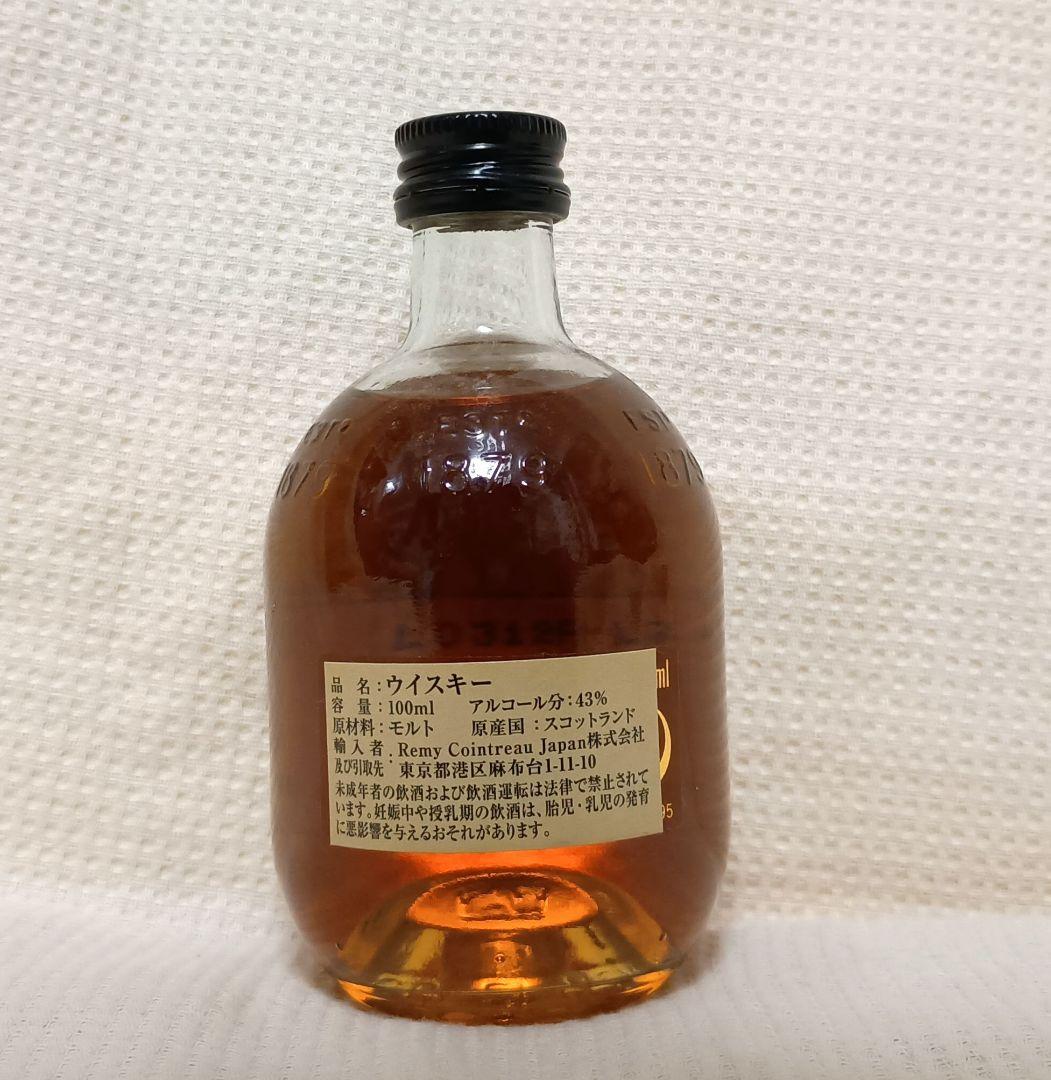 ESTD
1879
品 名：ウイスキー
容 量：100ml アルコール分：43%
原材料：モルト 原産国：スコットランド
輸入者：Remy Cointreau Japan株式会社
及び引取先：東京都港区麻布台1-11-10
未成年者の飲酒および飲酒運転は法律で禁止されて
います。妊娠中や授乳期の飲酒は、胎児・乳児の発育
に悪影響を与えるおそれがあります。
ml
95